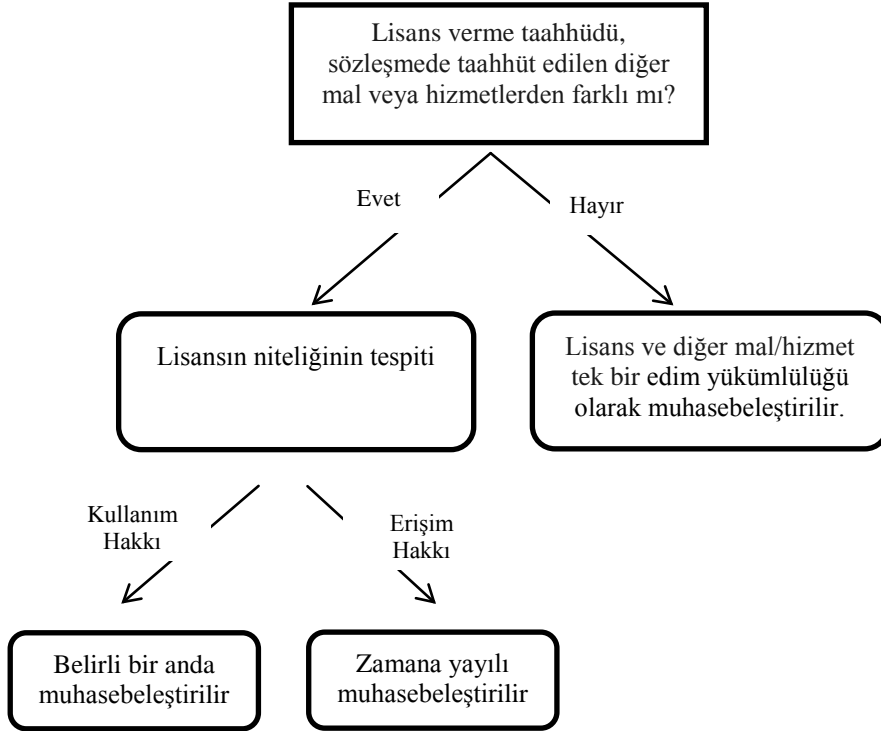 Lisans verme taahhüdü,
sözleşmede taahhüt edilen diğer
mal veya hizmetlerden farklı mı?
Evet
Hayır
Lisansın niteliğinin tespiti
Lisans ve diğer mal/hizmet
tek bir edim yükümlülüğü
olarak muhasebeleştirilir.
Kullanım
Hakkı
Erişim
Hakkı
Belirli bir anda
muhasebeleştirilir
Zamana yayılı
muhasebeleştirilir